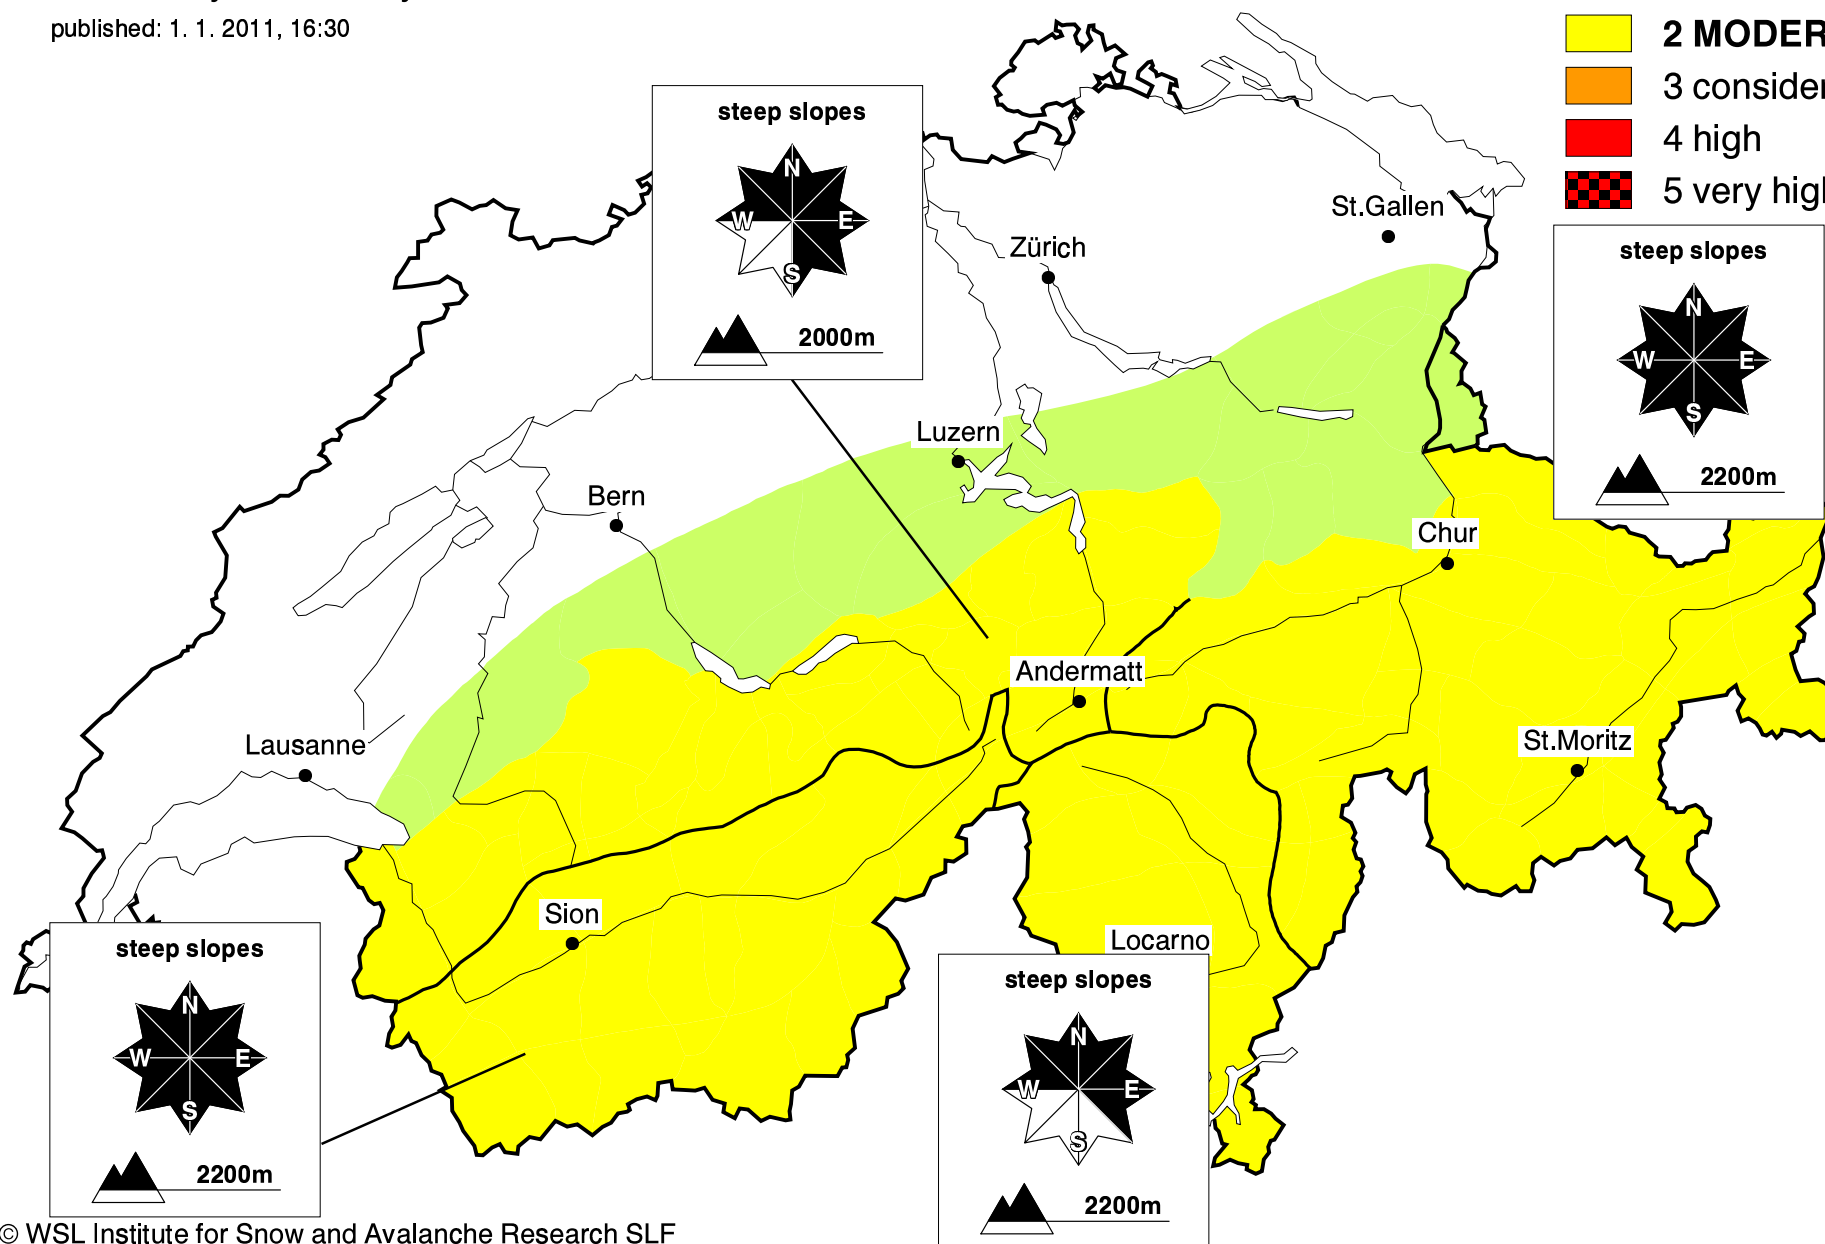 published: 1. 1. 2011, 16:30
2 MODER
3 consider
4 high
5 very high
steep slopes
N
W E
S
2000m
steep slopes
N
W E
S
2200m
St.Gallen
Zürich
Luzern
Bern
Chur
Andermatt
Lausanne
St.Moritz
Sion
Locarno
steep slopes
N
W E
S
2200m
steep slopes
N
W E
S
2200m
© WSL Institute for Snow and Avalanche Research SLF